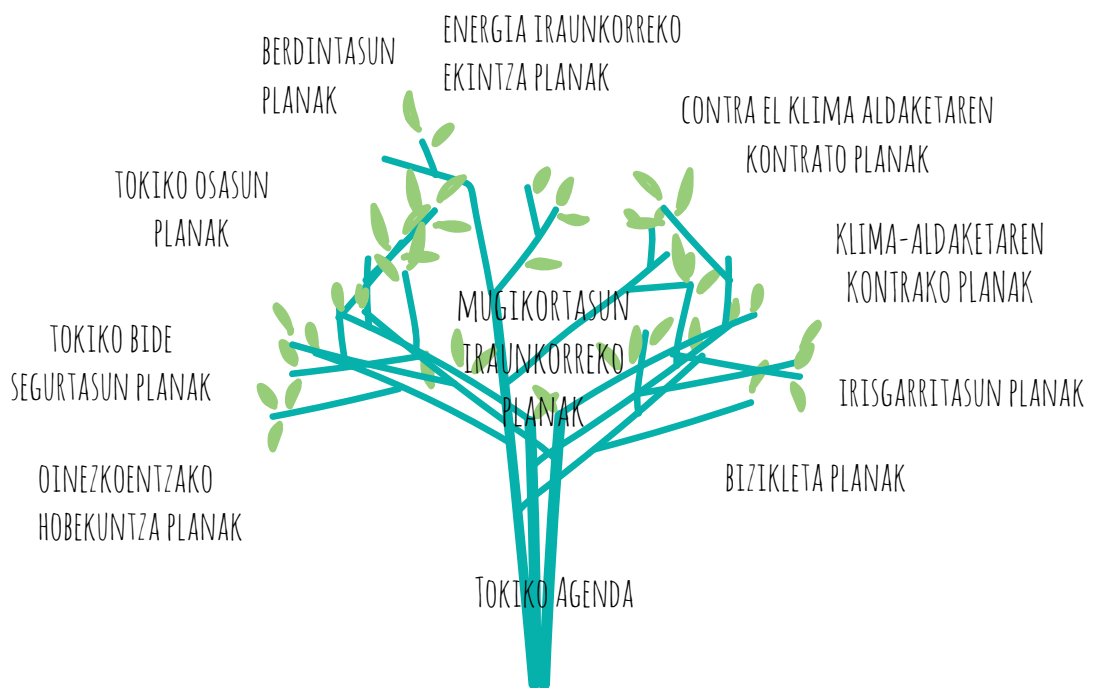 BERDINTASUN
PLANAK
ENERGIA IRAUNKORREKO
EKINTZA PLANAK
CONTRA EL KLIMA ALDAKETAREN
KONTRATO PLANAK
TOKIKO OSASUN
PLANAK
KLIMA-ALDAKETAREN
KONTRAKO PLANAK
MUGIKORTASUN
IRAUNKORREKO
PLANAK
TOKIKO BIDE
SEGURTASUN PLANAK
IRISGARRITASUN PLANAK
OINEZKOENTZAKO
HOBEKUNTZA PLANAK
BIZIKLETA PLANAK
TOKIKO AGENDA